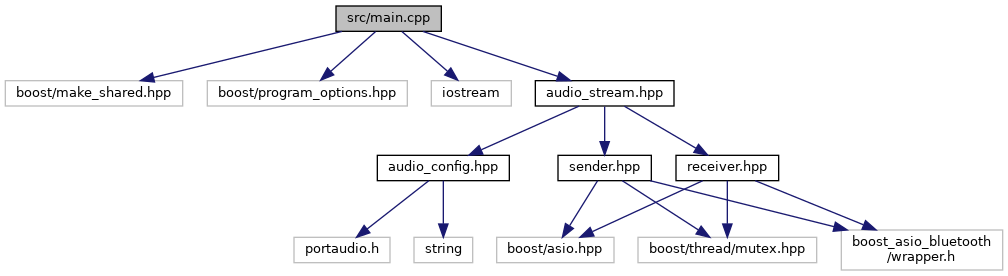 src/main.cpp
boost/make_shared.hpp
boost/program_options.hpp
iostream
audio_stream.hpp
audio_config.hpp
sender.hpp
receiver.hpp
portaudio.h
string
boost/asio.hpp
boost/thread/mutex.hpp
boost_asio_bluetooth
/wrapper.h